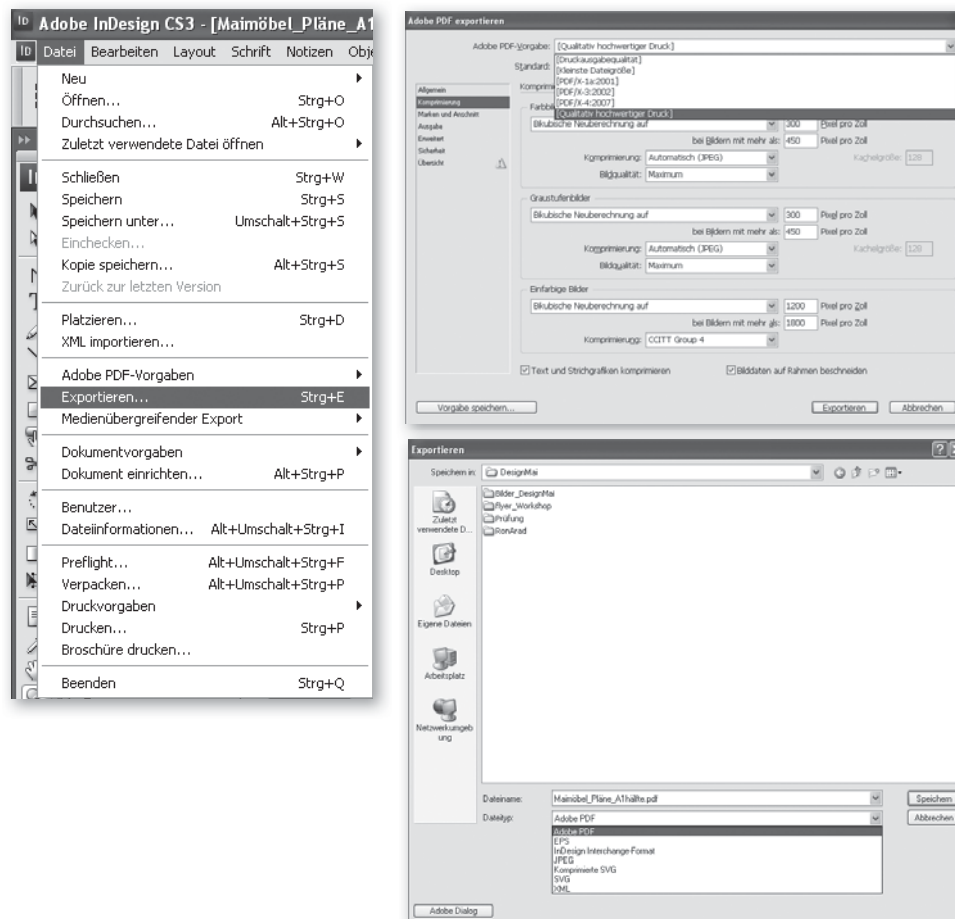 Adobe InDesign CS3 - [Maimöbel_Pläne_A1
Datei Bearbeiten Layout Schrift Notizen Obje
Neu
Öffnen... Strg+O
Durchsuchen... Alt+Strg+O
Zuletzt verwendete Datei öffnen
Schließen Strg+W
Speichern Strg+S
Speichern unter... Umschalt+Strg+S
Einchecken...
Kopie speichern... Alt+Strg+S
Zurück zur letzten Version
Platzieren... Strg+D
XML importieren...
Adobe PDF-Vorgaben
Exportieren... Strg+E
Medienübergreifender Export
Dokumentvorgaben
Dokument einrichten... Alt+Strg+P
Benutzer...
Dateiinformationen... Alt+Umschalt+Strg+I
Preflight... Alt+Umschalt+Strg+F
Verpacken... Alt+Umschalt+Strg+P
Druckvorgaben
Drucken... Strg+P
Broschüre drucken...
Beenden Strg+Q
Adobe PDF exportieren
Adobe PDF-Vorgabe: [Qualitativ hochwertiger Druck]
[Druckausgabequalität]
Standard: [Kleinste Dateigröße]
[PDF/X-1a:2001]
[PDF/X-3:2002]
[PDF/X-4:2007]
[Qualitativ hochwertiger Druck]
Allgemein
Komprimierung
Marken und Anschnitt
Ausgabe
Erweitert
Sicherheit
Übersicht
Komprimie
Farbbil
Bikubische Neuberechnung auf 300 Pixel pro Zoll
bei Bildern mit mehr als: 450 Pixel pro Zoll
Komprimierung: Automatisch (JPEG) Kachelgröße: 128
Bildqualität: Maximum
Graustufenbilder
Bikubische Neuberechnung auf 300 Pixel pro Zoll
bei Bildern mit mehr als: 450 Pixel pro Zoll
Komprimierung: Automatisch (JPEG) Kachelgröße: 128
Bildqualität: Maximum
Einfarbige Bilder
Bikubische Neuberechnung auf 1200 Pixel pro Zoll
bei Bildern mit mehr als: 1800 Pixel pro Zoll
Komprimierung: CCITT Group 4
Text und Strichgrafiken komprimieren Bilddaten auf Rahmen beschneiden
Vorgabe speichern... Exportieren Abbrechen
Exportieren
Speichern in: DesignMai
Bilder_DesignMai
flyer_Workshop
Prüfung
RonArad
Zuletzt
verwendete D...
Desktop
Eigene Dateien
Arbeitsplatz
Netzwerkumgeb
ung
Dateiname: Maimöbel_Pläne_A1hälfte.pdf Speichern
Dateityp: Adobe PDF Abbrechen
Adobe PDF
EPS
InDesign Interchange-Format
JPEG
Komprimierte SVG
SVG
XML
Adobe Dialog